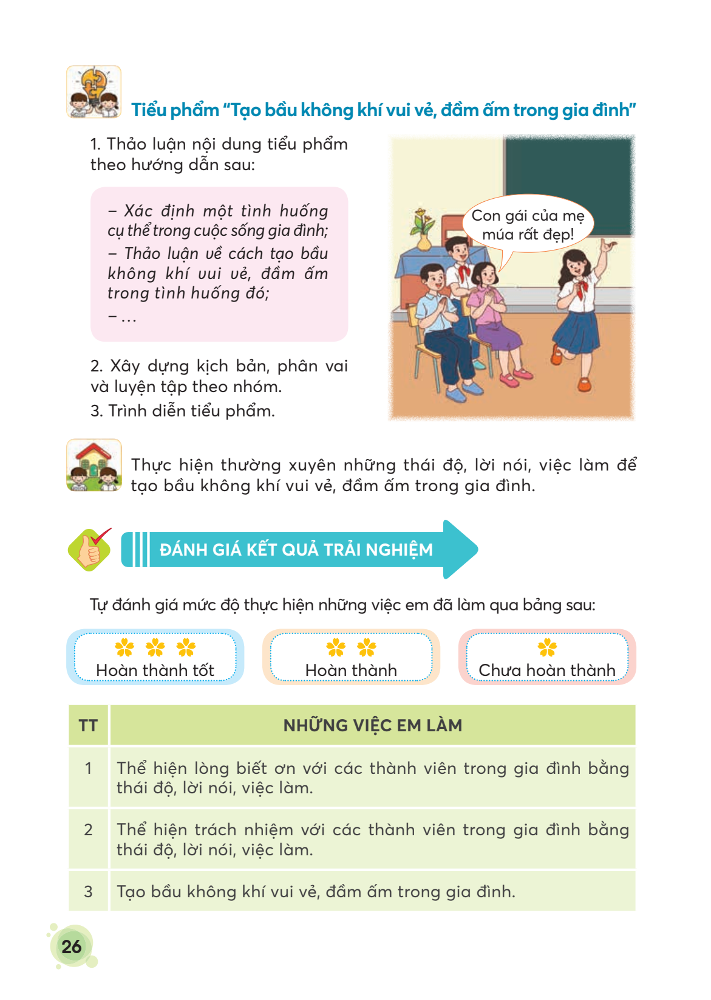 Tiểu phẩm “Tạo bầu không khí vui vẻ, đầm ấm trong gia đình”
1. Thảo luận nội dung tiểu phẩm
theo hướng dẫn sau:
– Xác định một tình huống
cụ thể trong cuộc sống gia đình;
– Thảo luận về cách tạo bầu
không khí vui vẻ, đầm ấm
trong tình huống đó;
– ...
2. Xây dựng kịch bản, phân vai
và luyện tập theo nhóm.
3. Trình diễn tiểu phẩm.
Con gái của mẹ
múa rất đẹp!
Thực hiện thường xuyên những thái độ, lời nói, việc làm để
tạo bầu không khí vui vẻ, đầm ấm trong gia đình.
ĐÁNH GIÁ KẾT QUẢ TRẢI NGHIỆM
Tự đánh giá mức độ thực hiện những việc em đã làm qua bảng sau:
Hoàn thành tốt
Hoàn thành
Chưa hoàn thành
TT NHỮNG VIỆC EM LÀM
1 Thể hiện lòng biết ơn với các thành viên trong gia đình bằng
thái độ, lời nói, việc làm.
2 Thể hiện trách nhiệm với các thành viên trong gia đình bằng
thái độ, lời nói, việc làm.
3 Tạo bầu không khí vui vẻ, đầm ấm trong gia đình.
26